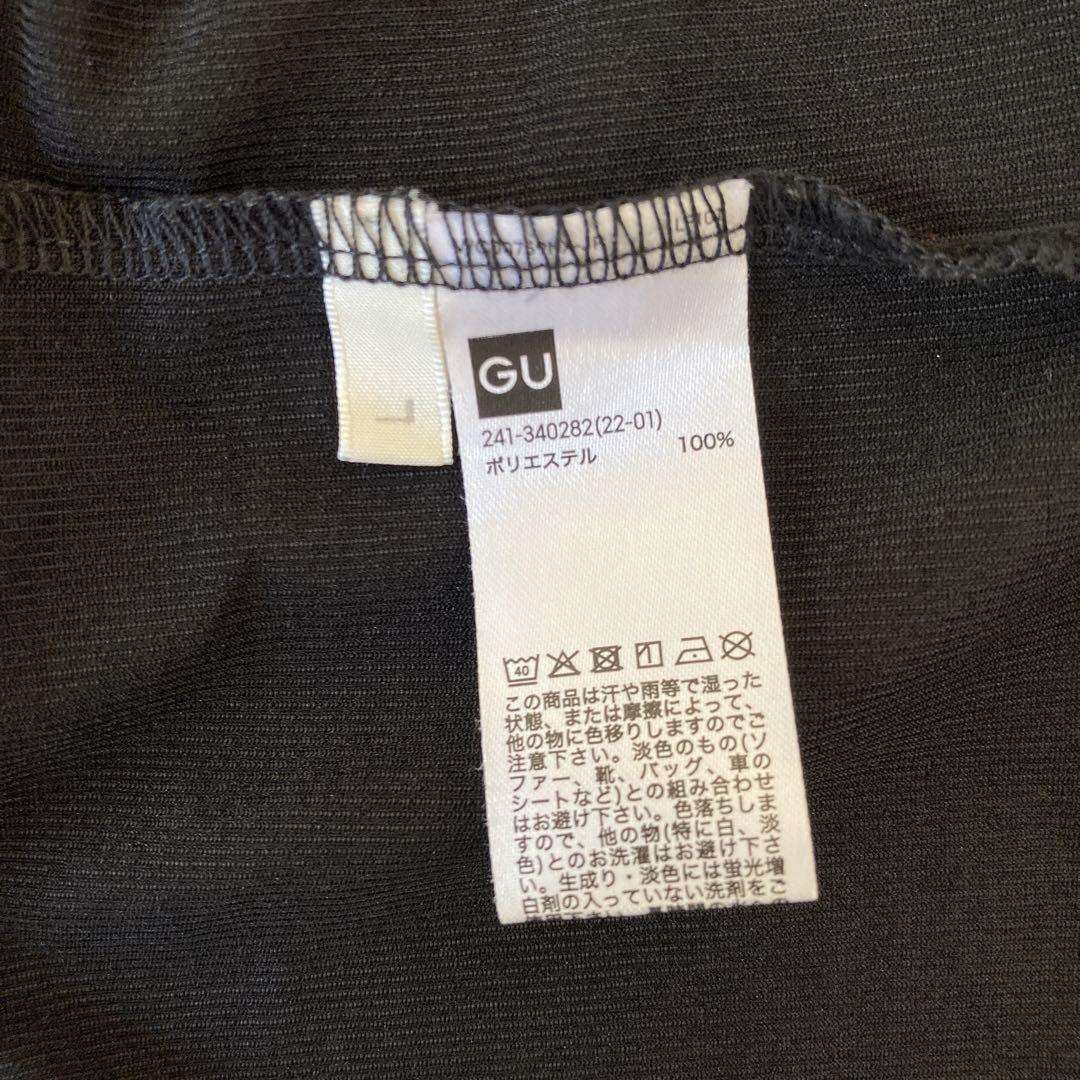 L
GU
241-340282(22-01)
ポリエステル 100%
40
この商品は汗や雨等で湿った
状態、または摩擦によって、
他の物に色移りしますのでご
注意下さい。淡色のもの(ソ
ファー、靴、バッグ、車の
シートなど)との組み合わせ
はお避け下さい。色落ちしま
すので、他の物(特に白、淡
色)とのお洗濯はお避け下さ
い。生成り・淡色には蛍光増
白剤の入っていない洗剤をご